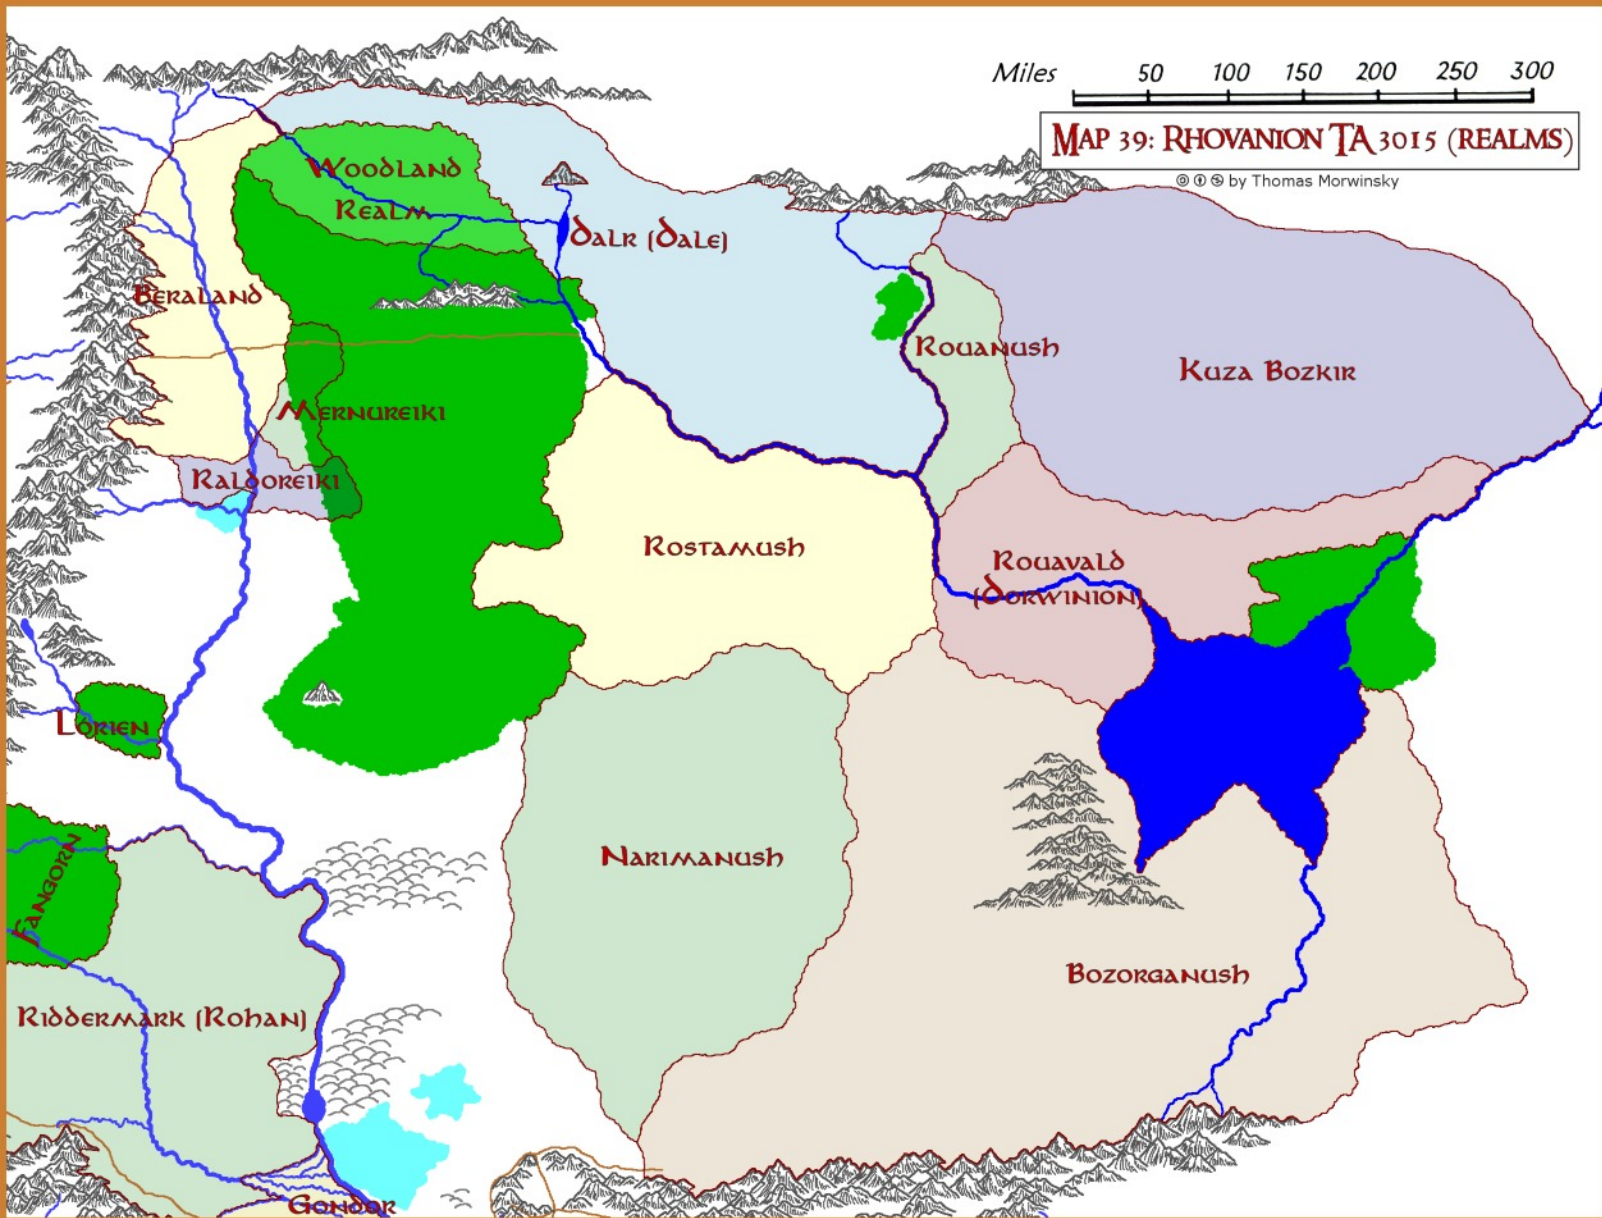 Miles 50 100 150 200 250 300
Map 39: Rhovanion TA 3015 (Realms)
by Thomas Morwinsky
Woodland
Realm
Dalr (Dale)
Beraland
Rouanush
Kuza Bozkir
Mernureiki
Raldoreiki
Rostamush
Rouavald
(Dorwinion)
Lórien
Narimanush
Fangorn
Bozorganush
Riddermark (Rohan)
Gondor